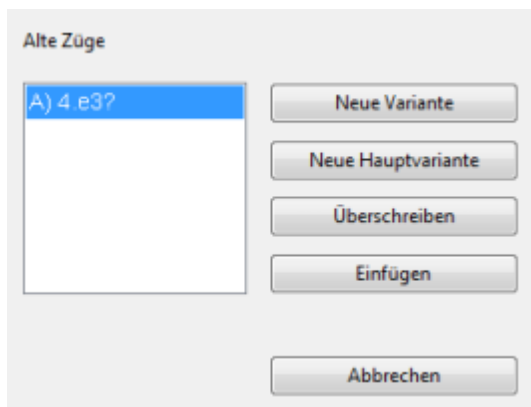 Alte Züge
A) 4.e3?
Neue Variante
Neue Hauptvariante
Überschreiben
Einfügen
Abbrechen